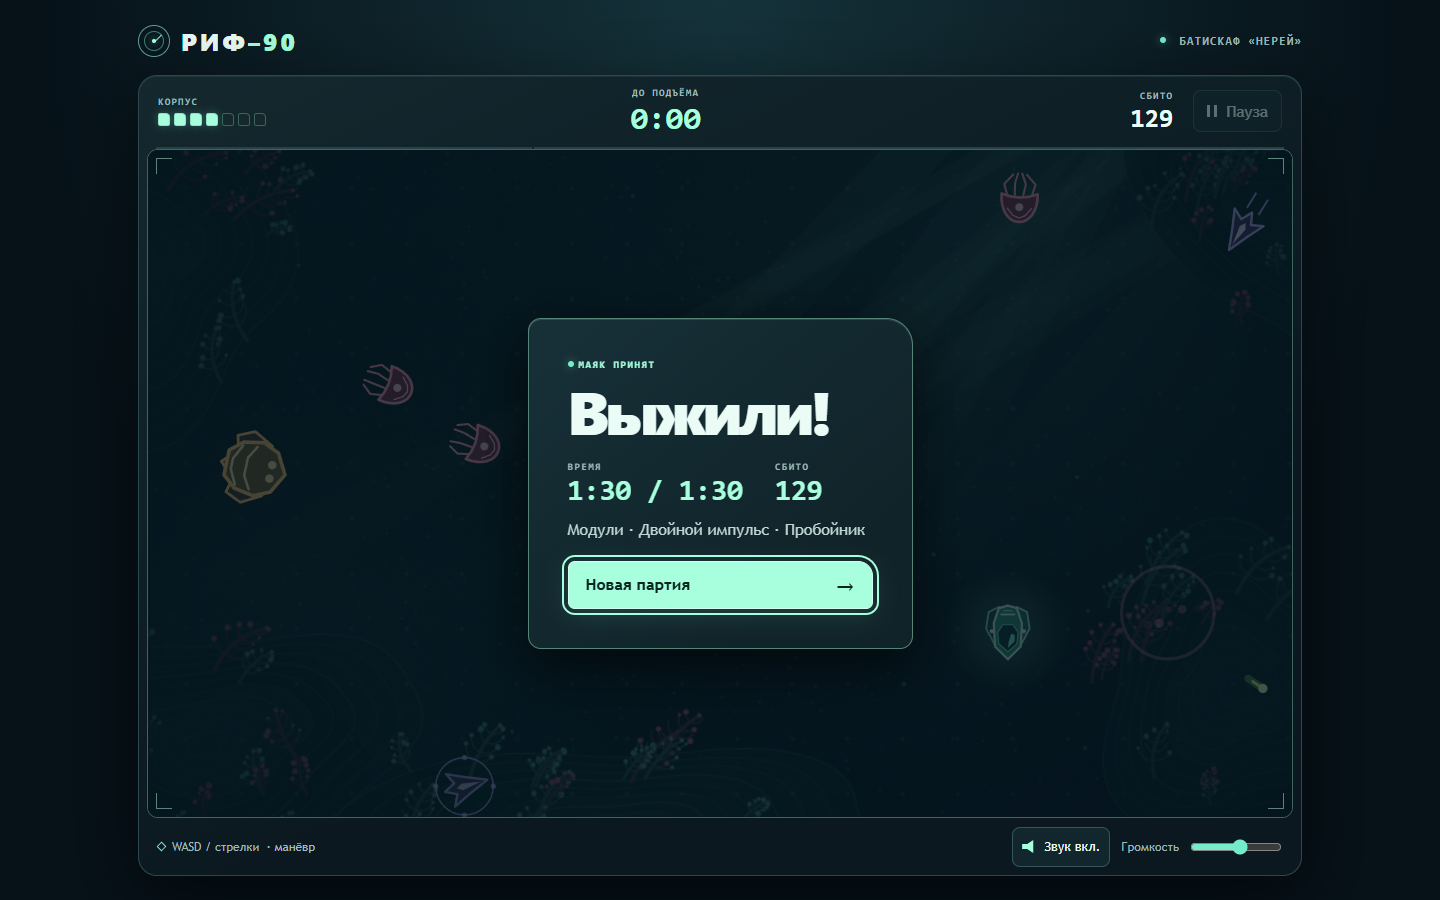 РИФ–90
БАТИСКАФ «НЕРЕЙ»
КОРПУС
ДО ПОДЪЁМА
0:00
СБИТО
129
Пауза
МАЯК ПРИНЯТ
Выжили!
ВРЕМЯ
1:30 / 1:30
СБИТО
129
Модули · Двойной импульс · Пробойник
Новая партия →
WASD / стрелки · манёвр
Звук вкл.
Громкость